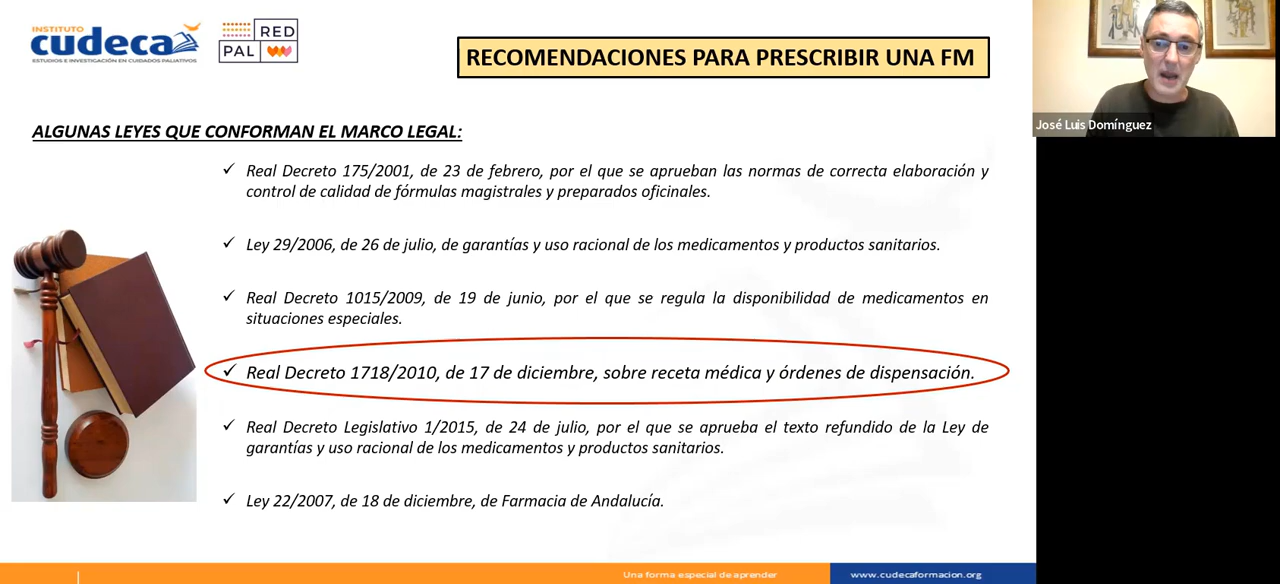 INSTITUTO
cudeca
ESTUDIOS E INVESTIGACIÓN EN CUIDADOS PALIATIVOS
RED
PAL
RECOMENDACIONES PARA PRESCRIBIR UNA FM
José Luis Domínguez
ALGUNAS LEYES QUE CONFORMAN EL MARCO LEGAL:
✓ Real Decreto 175/2001, de 23 de febrero, por el que se aprueban las normas de correcta elaboración y
control de calidad de fórmulas magistrales y preparados oficinales.
✓ Ley 29/2006, de 26 de julio, de garantías y uso racional de los medicamentos y productos sanitarios.
✓ Real Decreto 1015/2009, de 19 de junio, por el que se regula la disponibilidad de medicamentos en
situaciones especiales.
✓ Real Decreto 1718/2010, de 17 de diciembre, sobre receta médica y órdenes de dispensación.
✓ Real Decreto Legislativo 1/2015, de 24 de julio, por el que se aprueba el texto refundido de la Ley de
garantías y uso racional de los medicamentos y productos sanitarios.
✓ Ley 22/2007, de 18 de diciembre, de Farmacia de Andalucía.
Una forma especial de aprender
www.cudecaformacion.org